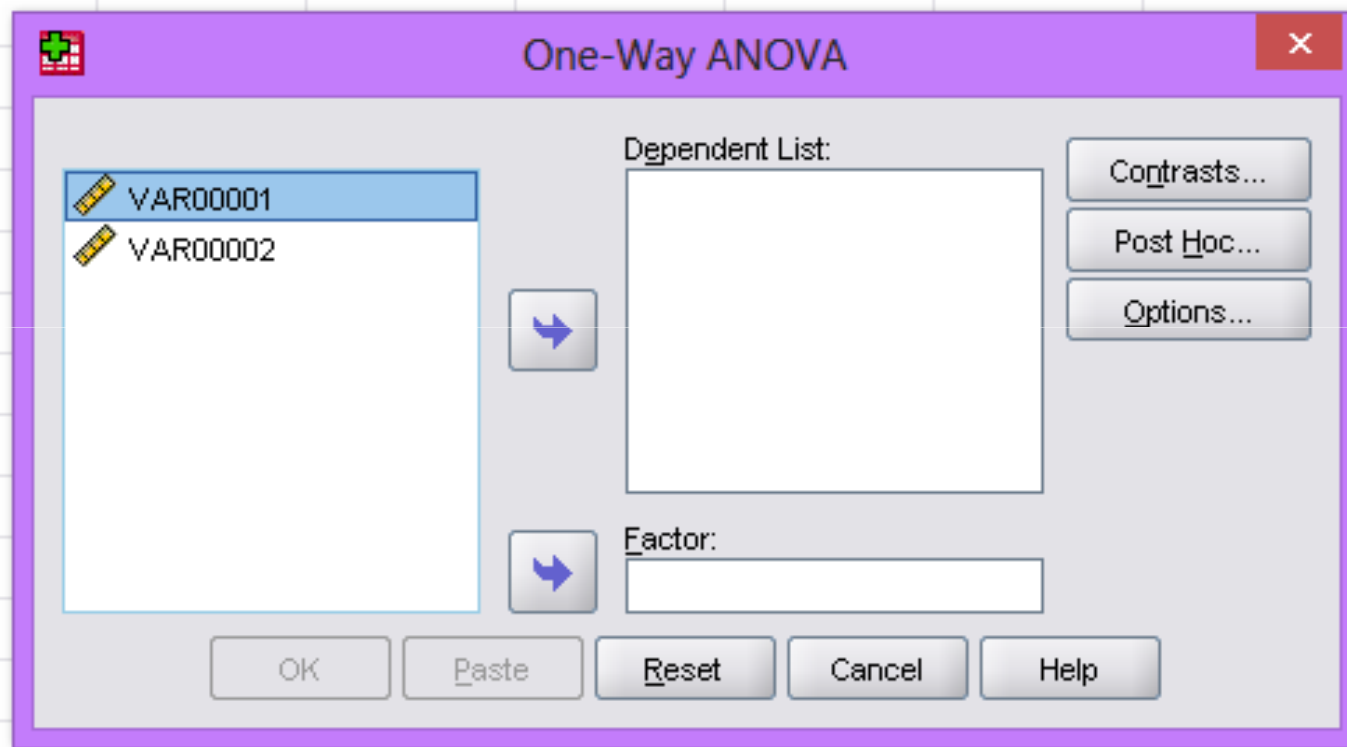 One-Way ANOVA
VAR00001
VAR00002
Dependent List:
Factor:
Contrasts...
Post Hoc...
Options...
OK
Paste
Reset
Cancel
Help